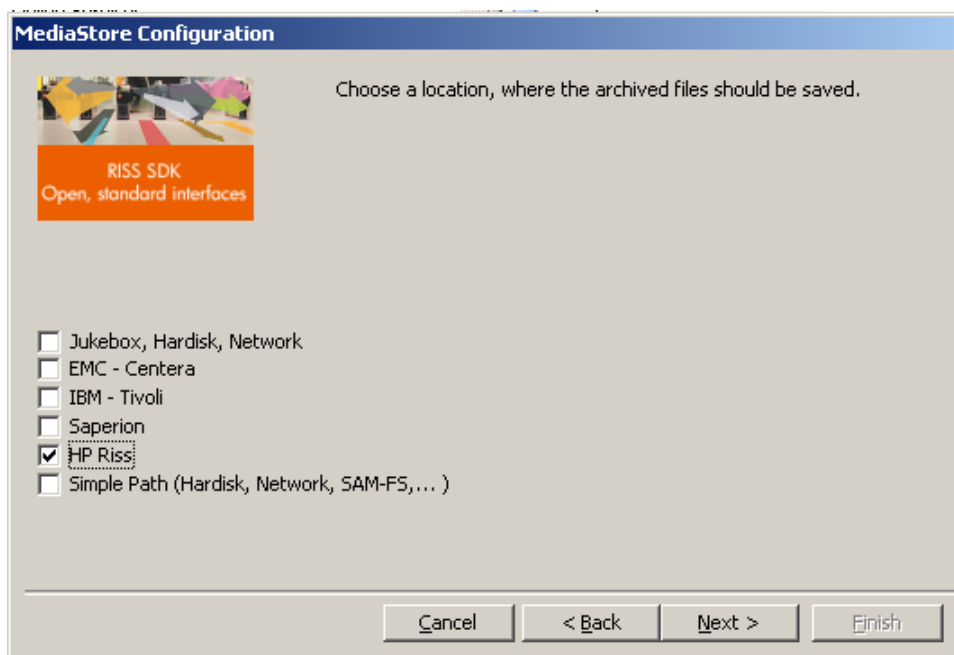 MediaStore Configuration
Choose a location, where the archived files should be saved.
RISS SDK
Open, standard interfaces
Jukebox, Hardisk, Network
EMC - Centera
IBM - Tivoli
Saperion
HP Riss
Simple Path (Hardisk, Network, SAM-FS,... )
Cancel
< Back
Next >
Finish